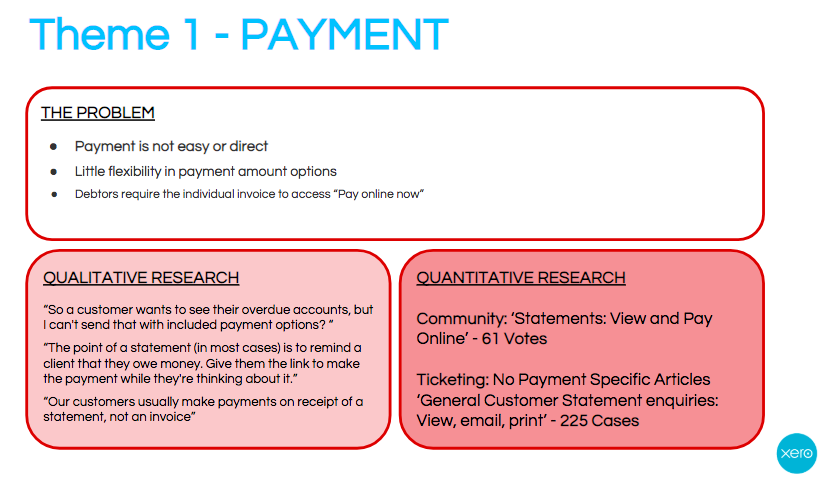 Theme 1 - PAYMENT
THE PROBLEM
● Payment is not easy or direct
● Little flexibility in payment amount options
● Debtors require the individual invoice to access “Pay online now”
QUALITATIVE RESEARCH
“So a customer wants to see their overdue accounts, but
I can't send that with included payment options? ”
“The point of a statement (in most cases) is to remind a
client that they owe money. Give them the link to make
the payment while they're thinking about it.”
“Our customers usually make payments on receipt of a
statement, not an invoice”
QUANTITATIVE RESEARCH
Community: ‘Statements: View and Pay
Online’ - 61 Votes
Ticketing: No Payment Specific Articles
‘General Customer Statement enquiries:
View, email, print’ - 225 Cases
xero